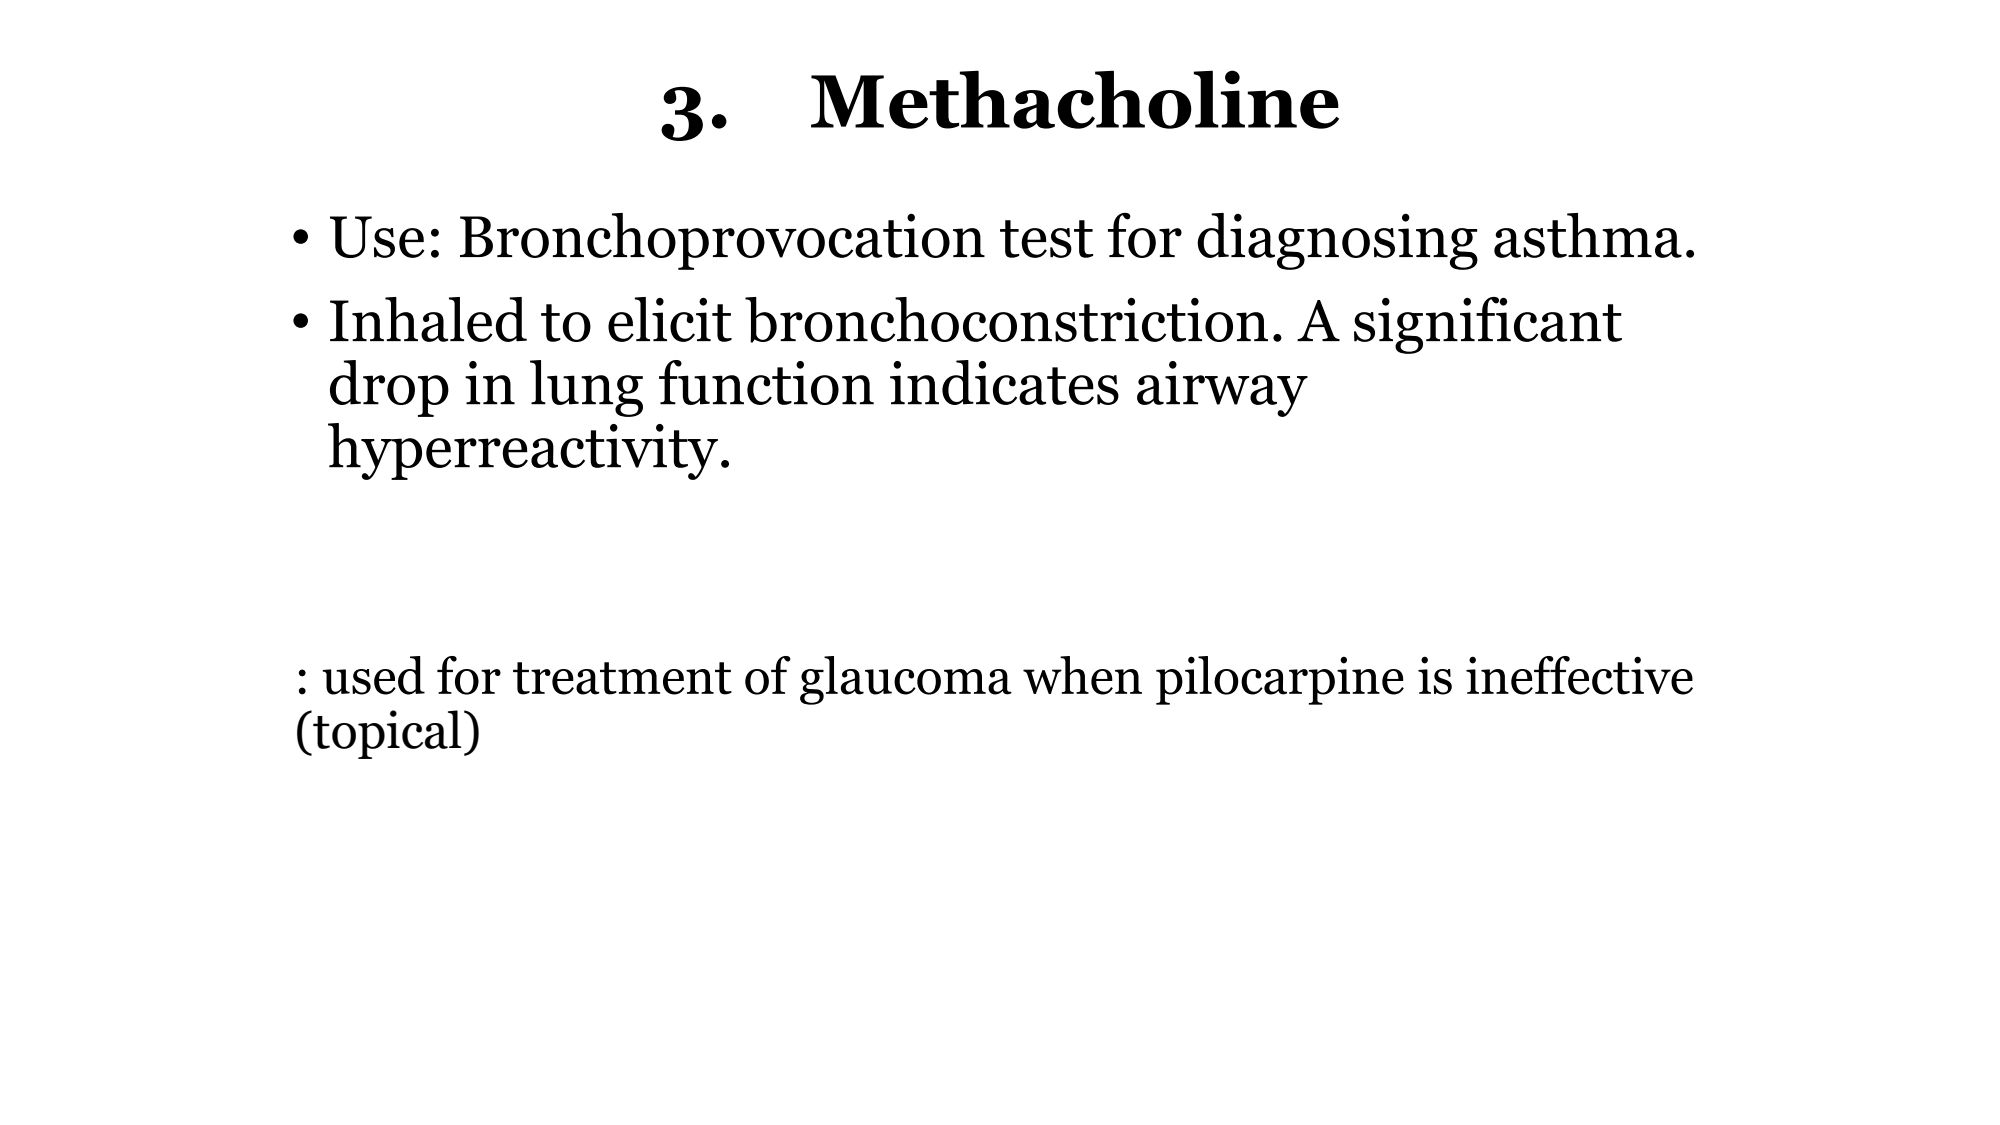 3. Methacholine
• Use: Bronchoprovocation test for diagnosing asthma.
• Inhaled to elicit bronchoconstriction. A significant
drop in lung function indicates airway
hyperreactivity.
: used for treatment of glaucoma when pilocarpine is ineffective
(topical)